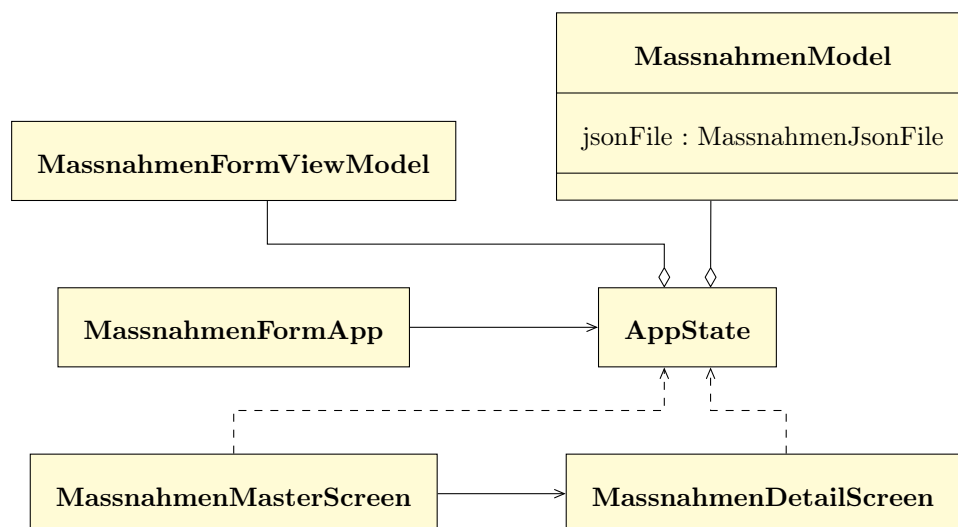 MassnahmenModel
jsonFile : MassnahmenJsonFile
MassnahmenFormViewModel
MassnahmenFormApp
AppState
MassnahmenMasterScreen
MassnahmenDetailScreen